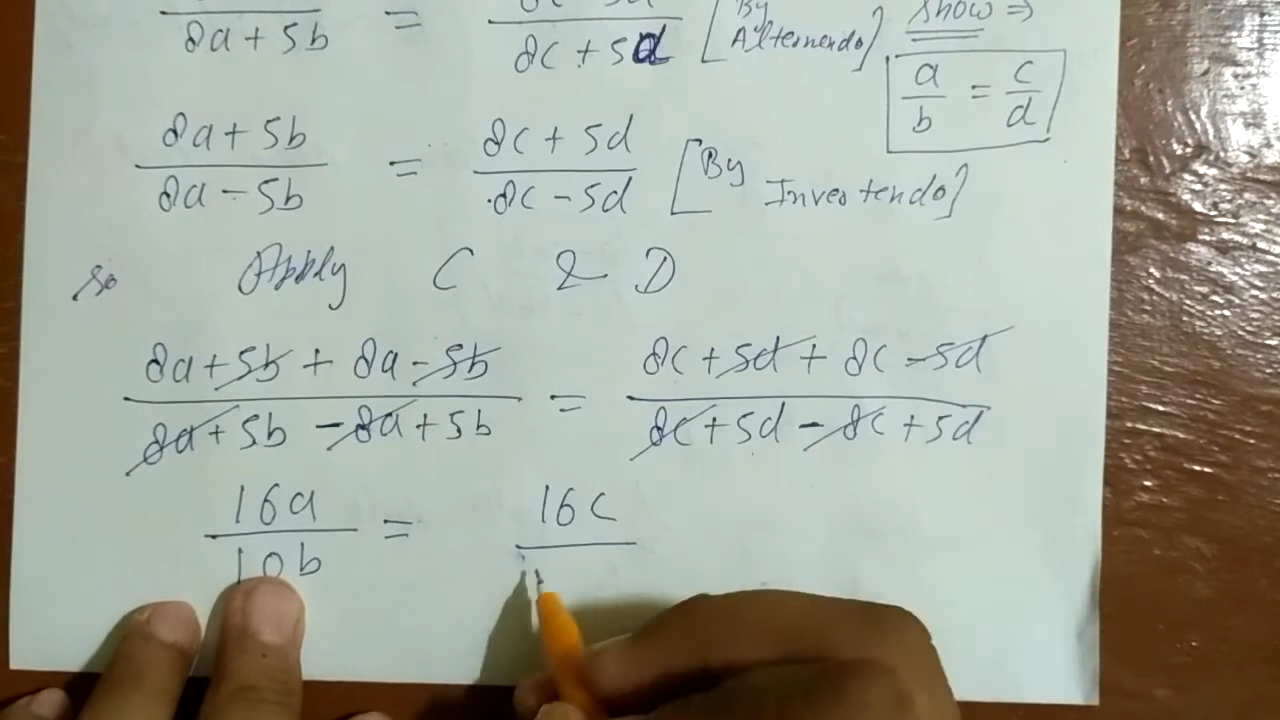 8a+5b = 8c+5d [By Alternendo] Show ⇒
a/b = c/d
8a+5b/8a-5b = 8c+5d/8c-5d [By Invertendo]
so Apply C & D
8a+5b+8a-5b/8a+5b-8a+5b = 8c+5d+8c-5d/8c+5d-8c+5d
16a/10b = 16c